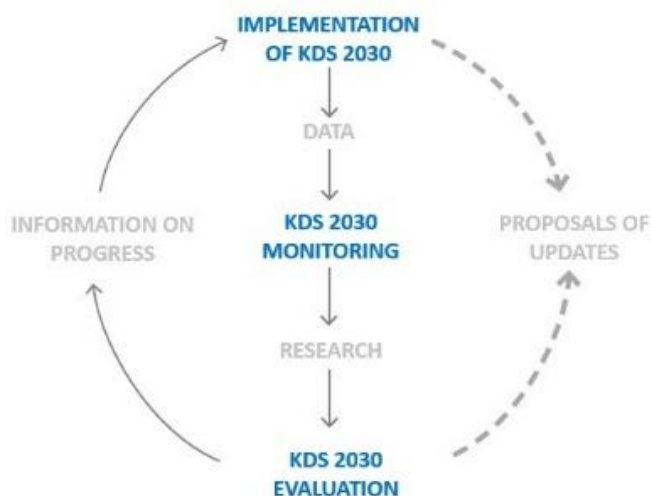 IMPLEMENTATION
OF KDS 2030
DATA
INFORMATION ON
PROGRESS
KDS 2030
MONITORING
PROPOSALS OF
UPDATES
RESEARCH
KDS 2030
EVALUATION